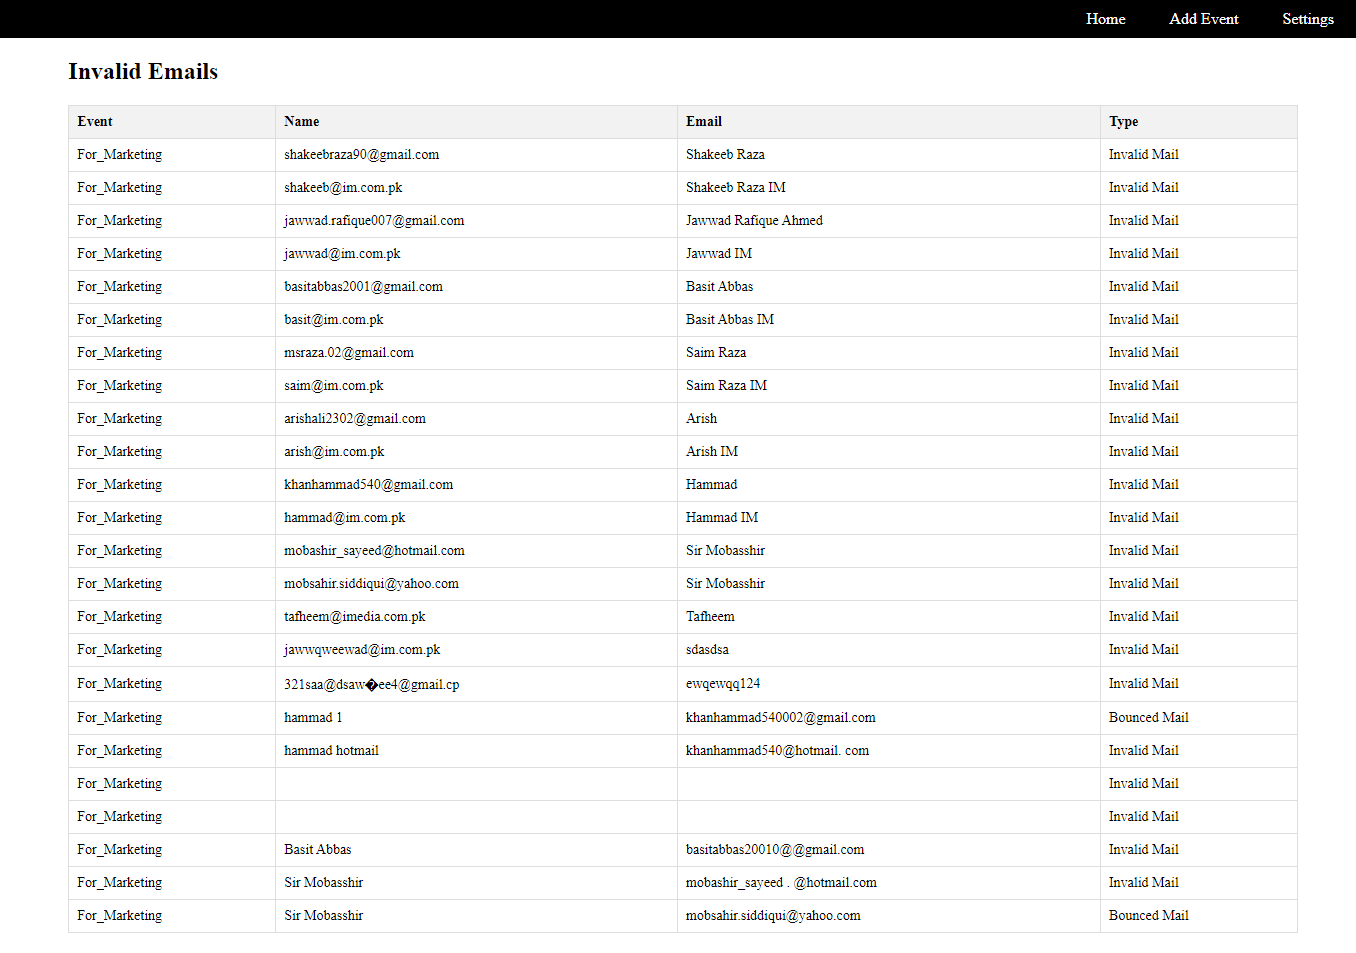 Home Add Event Settings
Invalid Emails
Event Name Email Type
For_Marketing shakeebraza90@gmail.com Shakeeb Raza Invalid Mail
For_Marketing shakeeb@im.com.pk Shakeeb Raza IM Invalid Mail
For_Marketing jawwad.rafique007@gmail.com Jawwad Rafique Ahmed Invalid Mail
For_Marketing jawwad@im.com.pk Jawwad IM Invalid Mail
For_Marketing basitabbas2001@gmail.com Basit Abbas Invalid Mail
For_Marketing basit@im.com.pk Basit Abbas IM Invalid Mail
For_Marketing msraza.02@gmail.com Saim Raza Invalid Mail
For_Marketing saim@im.com.pk Saim Raza IM Invalid Mail
For_Marketing arishali2302@gmail.com Arish Invalid Mail
For_Marketing arish@im.com.pk Arish IM Invalid Mail
For_Marketing khanhammad540@gmail.com Hammad Invalid Mail
For_Marketing hammad@im.com.pk Hammad IM Invalid Mail
For_Marketing mobashir_sayeed@hotmail.com Sir Mobasshir Invalid Mail
For_Marketing mobsahir.siddiqui@yahoo.com Sir Mobasshir Invalid Mail
For_Marketing tafheem@imedia.com.pk Tafheem Invalid Mail
For_Marketing jawwqweewad@im.com.pk sdasdsa Invalid Mail
For_Marketing 321saa@dsaw�ee4@gmail.cp ewqewqq124 Invalid Mail
For_Marketing hammad 1 khanhammad540002@gmail.com Bounced Mail
For_Marketing hammad hotmail khanhammad540@hotmail. com Invalid Mail
For_Marketing Invalid Mail
For_Marketing Invalid Mail
For_Marketing Basit Abbas basitabbas20010@@gmail.com Invalid Mail
For_Marketing Sir Mobasshir mobashir_sayeed . @hotmail.com Invalid Mail
For_Marketing Sir Mobasshir mobsahir.siddiqui@yahoo.com Bounced Mail